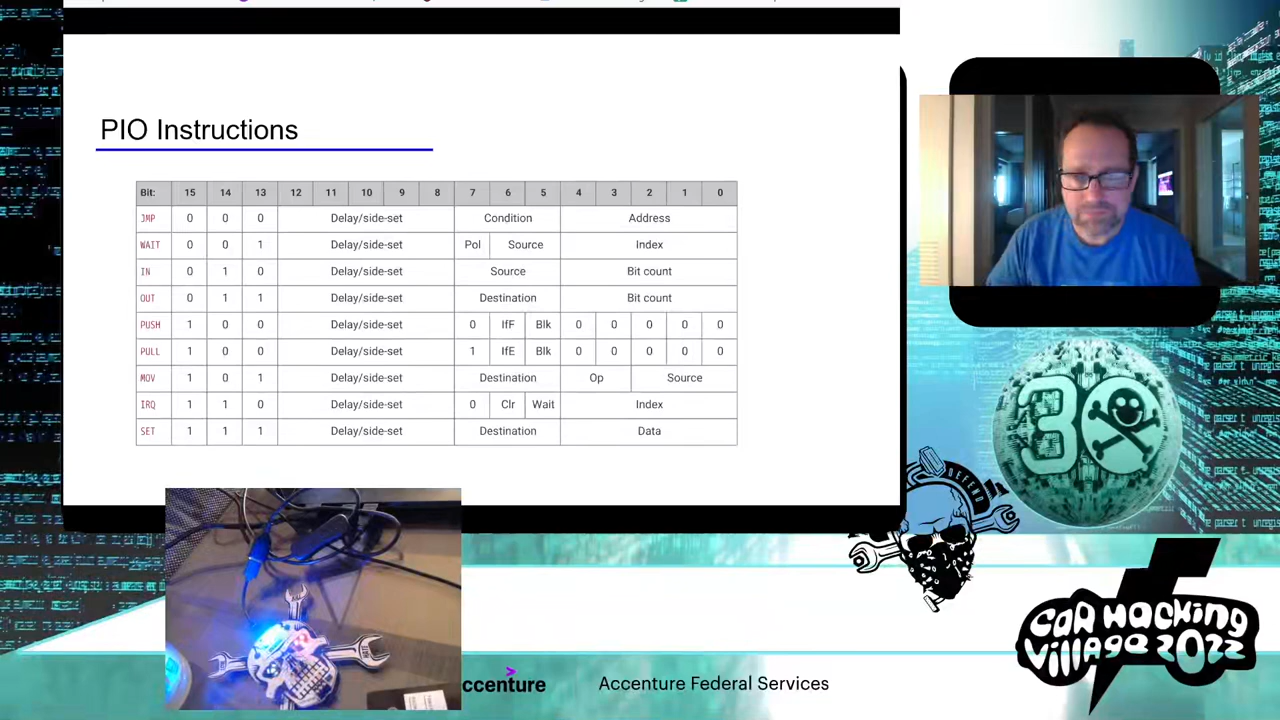 PIO Instructions
Bit: 15 14 13 12 11 10 9 8 7 6 5 4 3 2 1 0
JMP 0 0 0 Delay/side-set Condition Address
WAIT 0 0 1 Delay/side-set Pol Source Index
IN 0 1 0 Delay/side-set Source Bit count
OUT 0 1 1 Delay/side-set Destination Bit count
PUSH 1 0 0 Delay/side-set 0 IfF Blk 0 0 0 0 0
PULL 1 0 0 Delay/side-set 1 IfE Blk 0 0 0 0 0
MOV 1 0 1 Delay/side-set Destination Op Source
IRQ 1 1 0 Delay/side-set 0 Clr Wait Index
SET 1 1 1 Delay/side-set Destination Data
30
DEFEND
CAR HACKING
VILLAGE 2022
accenture
Accenture Federal Services